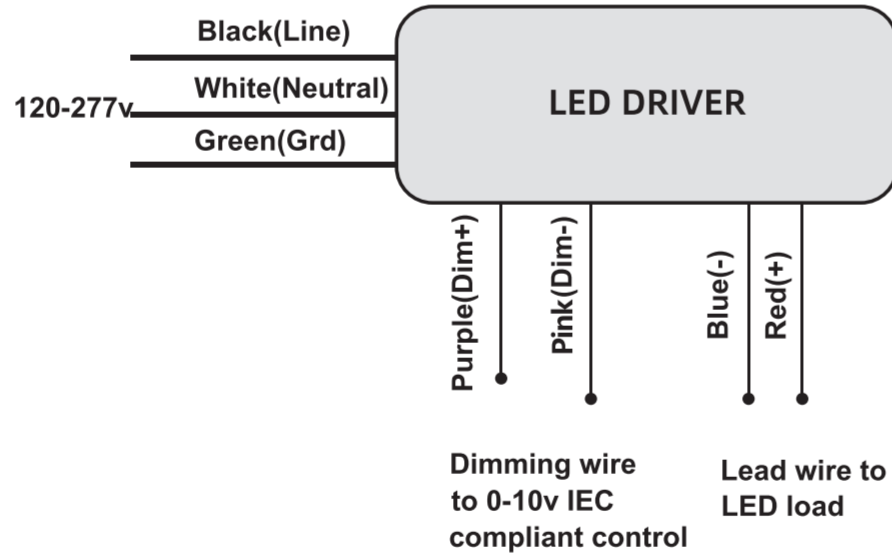 Black(Line)
White(Neutral)
120-277v
Green(Grd)
LED DRIVER
Purple(Dim+)
Pink(Dim-)
Blue(-)
Red(+)
Dimming wire
to 0-10v IEC
compliant control
Lead wire to
LED load